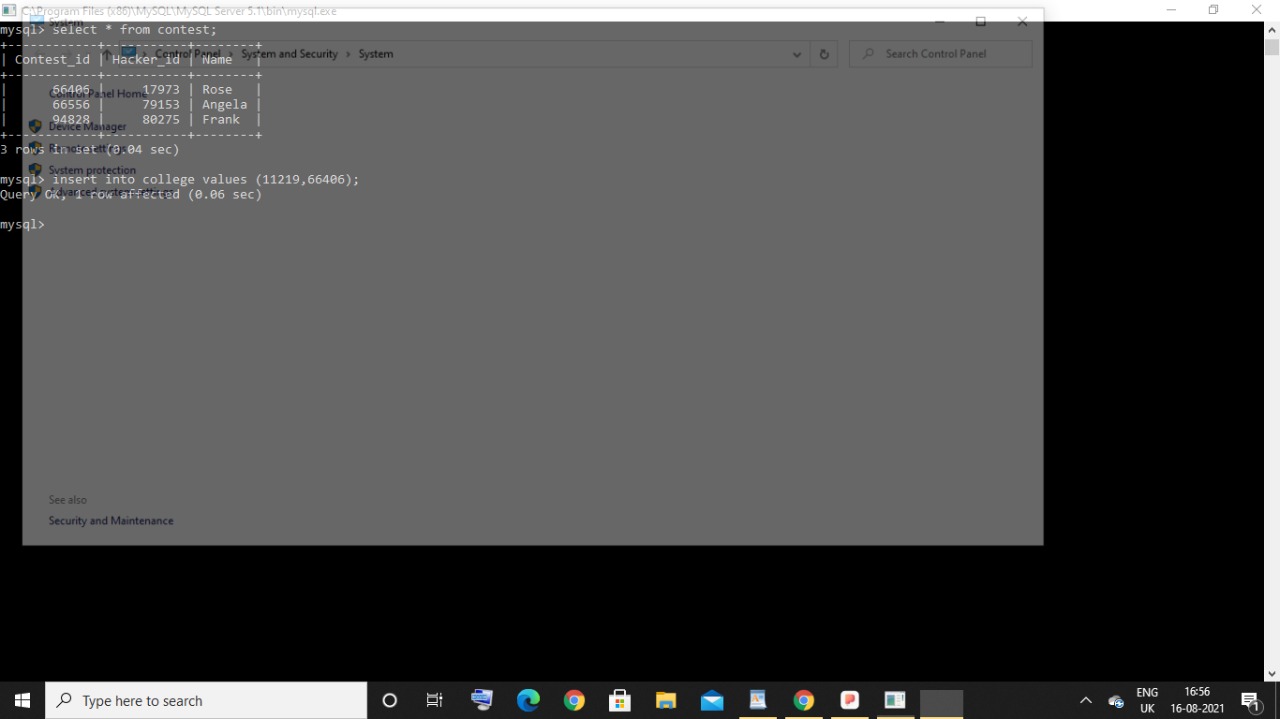 C:\Program Files (x86)\MySQL\MySQL Server 5.1\bin\mysql.exe
System
mysql> select * from contest;
+------------+-----------+--------+
Control Panel › System and Security › System
Search Control Panel
| Contest_id | Hacker_id | Name   |
+------------+-----------+--------+
|      66406 |     17973 | Rose   |
Control Panel Home
|      66556 |     79153 | Angela |
|      94828 |     80275 | Frank  |
Device Manager
+------------+-----------+--------+
3 rows in set (0.04 sec)
Remote settings
System protection
mysql> insert into college values (11219,66406);
Advanced system settings
Query OK, 1 row affected (0.06 sec)
mysql>
See also
Security and Maintenance
Type here to search
ENG
UK
16:56
16-08-2021
1